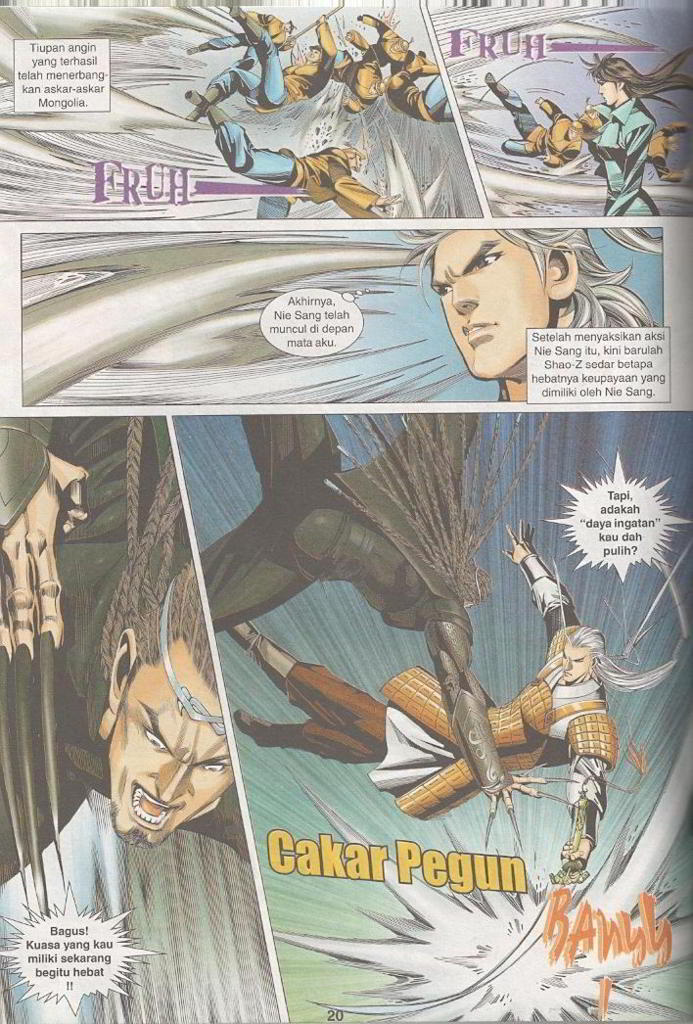 Tiupan angin
yang terhasil
telah menerbang-
kan askar-askar
Mongolia.
FRUH
FRUH
Akhirnya,
Nie Sang telah
muncul di depan
mata aku.
Setelah menyaksikan aksi
Nie Sang itu, kini barulah
Shao-Z sedar betapa
hebatnya keupayaan yang
dimiliki oleh Nie Sang.
Tapi,
adakah
“daya ingatan”
kau dah
pulih?
Cakar Pegun
Bagus!
Kuasa yang kau
miliki sekarang
begitu hebat
!!
20